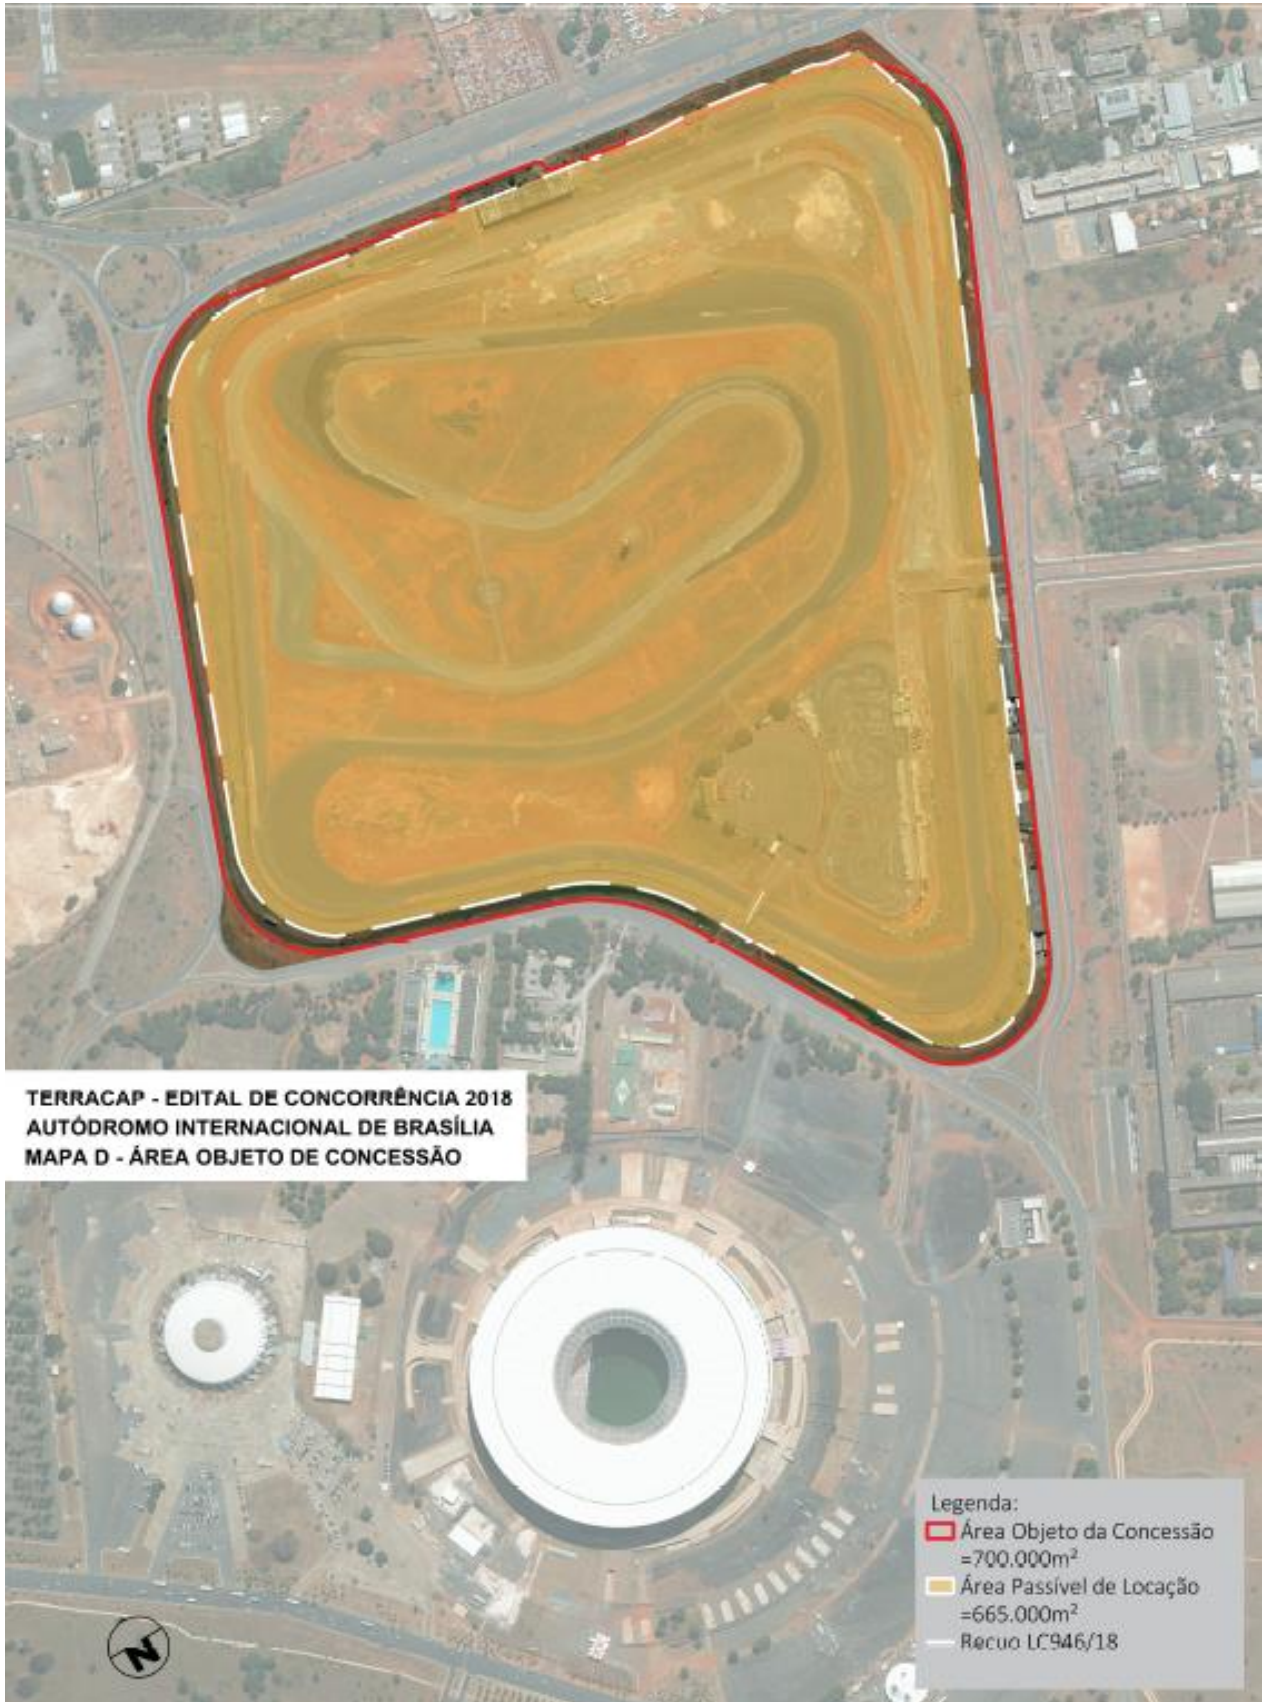 TERRACAP - EDITAL DE CONCORRÊNCIA 2018
AUTÓDROMO INTERNACIONAL DE BRASÍLIA
MAPA D - ÁREA OBJETO DE CONCESSÃO
Legenda:
Área Objeto da Concessão
=700.000m²
Área Passível de Locação
=665.000m²
Recuo LC946/18
N